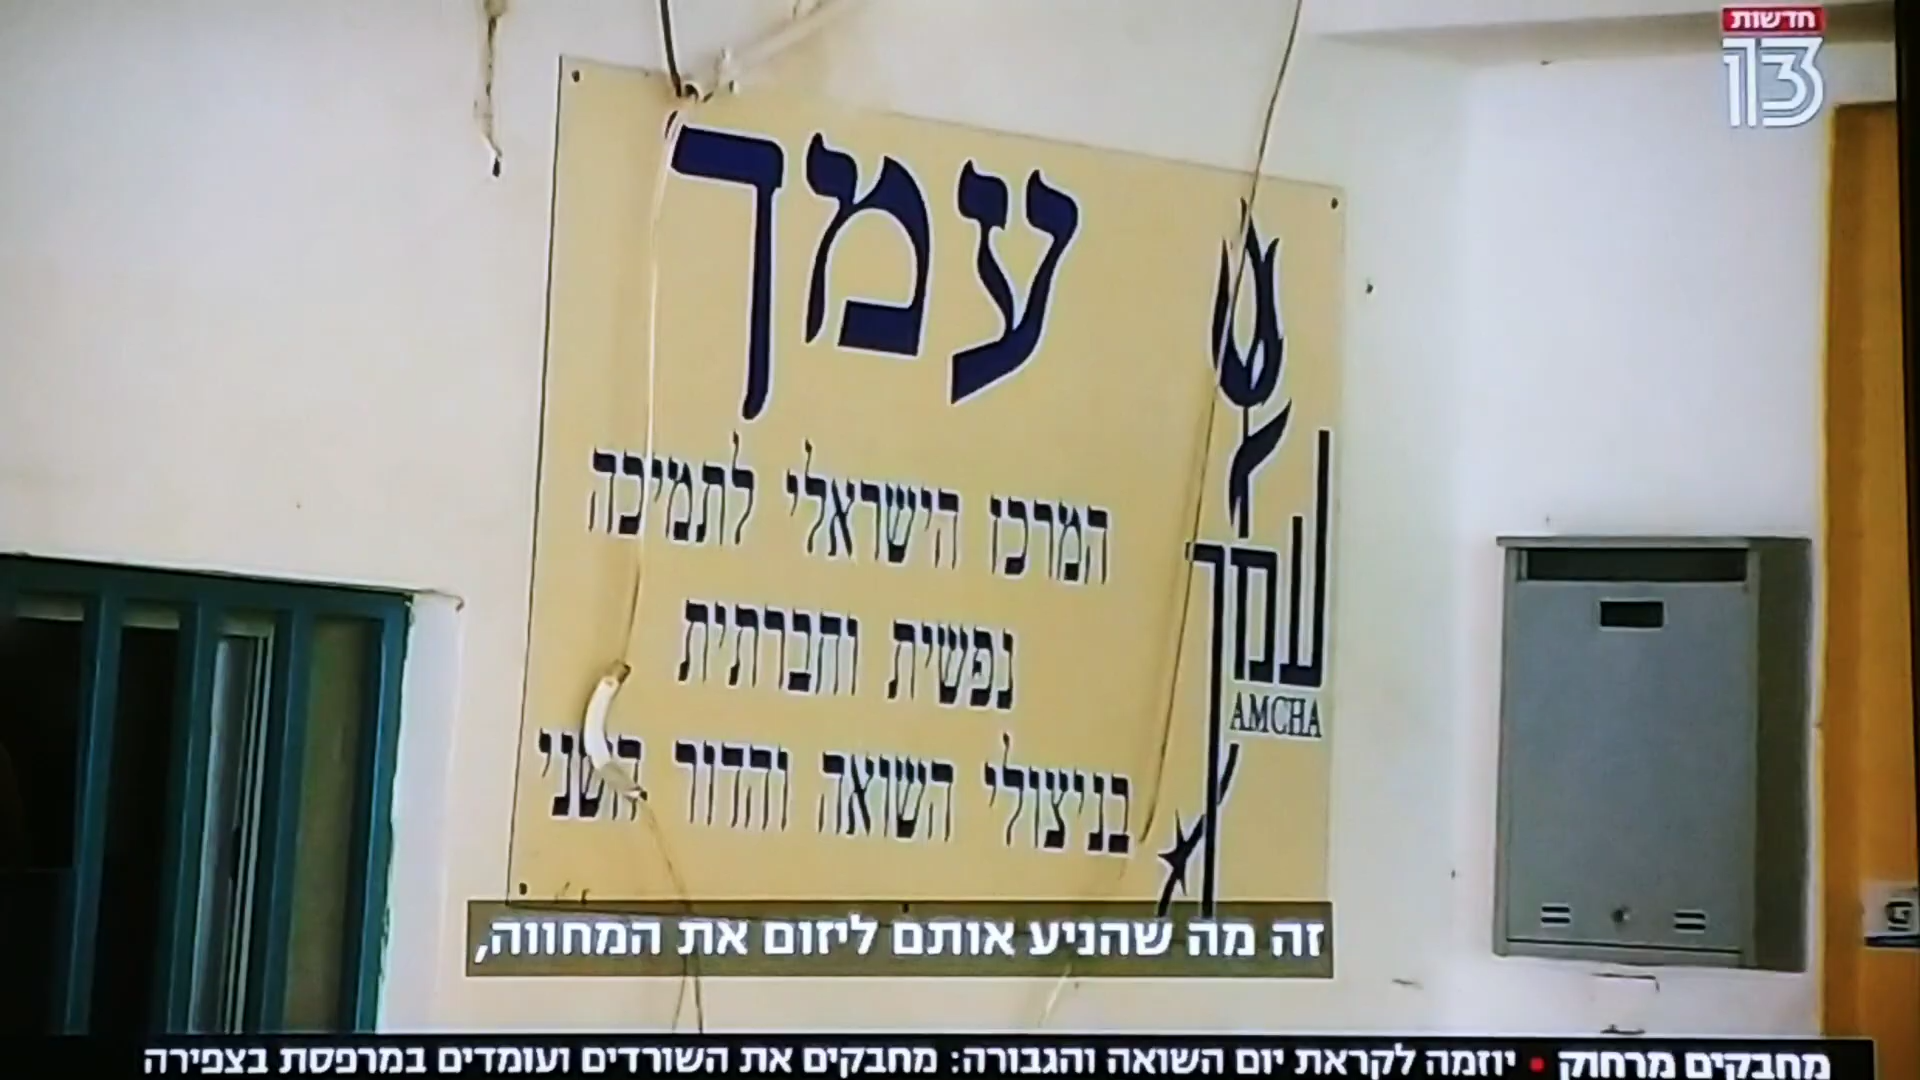 חדשות
13
עמך
המרכז הישראלי לתמיכה
נפשית וחברתית
בניצולי השואה והדור השני
עמך
AMCHA
זה מה שהניע אותם ליזום את המחווה,
מחבקים מרחוק • יוזמה לקראת יום השואה והגבורה: מחבקים את השורדים ועומדים במרפסת בצפירה